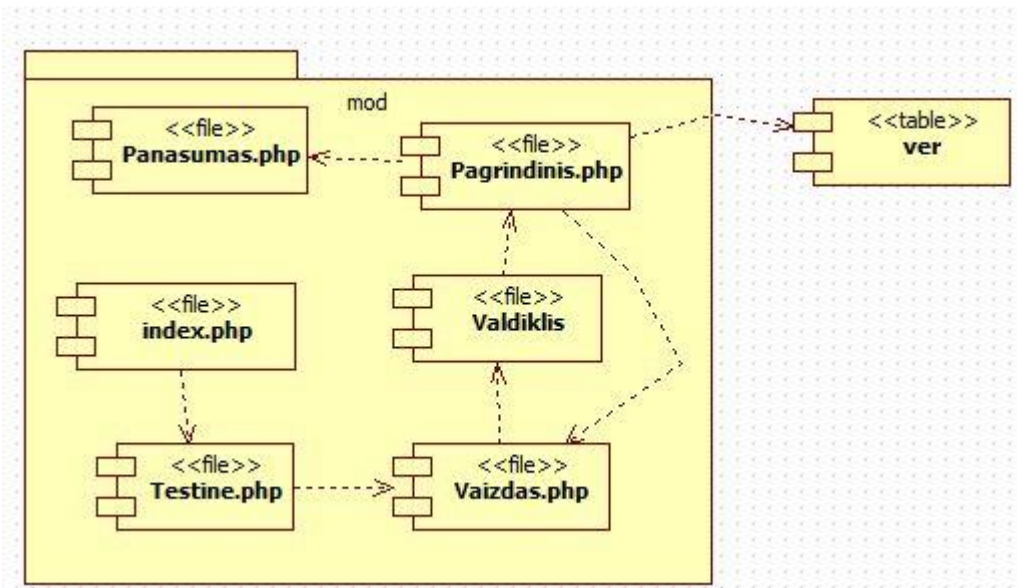 mod
<<file>>
Panasumas.php
<<file>>
Pagrindinis.php
<<table>>
ver
<<file>>
index.php
<<file>>
Valdiklis
<<file>>
Testine.php
<<file>>
Vaizdas.php